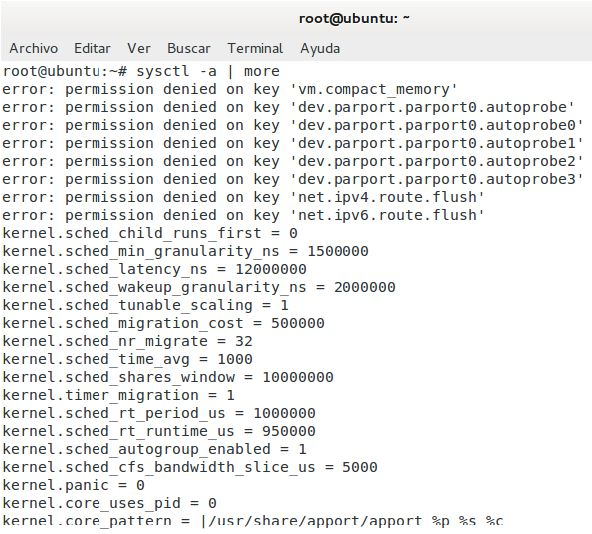 root@ubuntu: ~
Archivo Editar Ver Buscar Terminal Ayuda
root@ubuntu:~# sysctl -a | more
error: permission denied on key 'vm.compact_memory'
error: permission denied on key 'dev.parport.parport0.autoprobe'
error: permission denied on key 'dev.parport.parport0.autoprobe0'
error: permission denied on key 'dev.parport.parport0.autoprobe1'
error: permission denied on key 'dev.parport.parport0.autoprobe2'
error: permission denied on key 'dev.parport.parport0.autoprobe3'
error: permission denied on key 'net.ipv4.route.flush'
error: permission denied on key 'net.ipv6.route.flush'
kernel.sched_child_runs_first = 0
kernel.sched_min_granularity_ns = 1500000
kernel.sched_latency_ns = 12000000
kernel.sched_wakeup_granularity_ns = 2000000
kernel.sched_tunable_scaling = 1
kernel.sched_migration_cost = 500000
kernel.sched_nr_migrate = 32
kernel.sched_time_avg = 1000
kernel.sched_shares_window = 10000000
kernel.timer_migration = 1
kernel.sched_rt_period_us = 1000000
kernel.sched_rt_runtime_us = 950000
kernel.sched_autogroup_enabled = 1
kernel.sched_cfs_bandwidth_slice_us = 5000
kernel.panic = 0
kernel.core_uses_pid = 0
kernel.core_pattern = |/usr/share/apport/apport %p %s %c